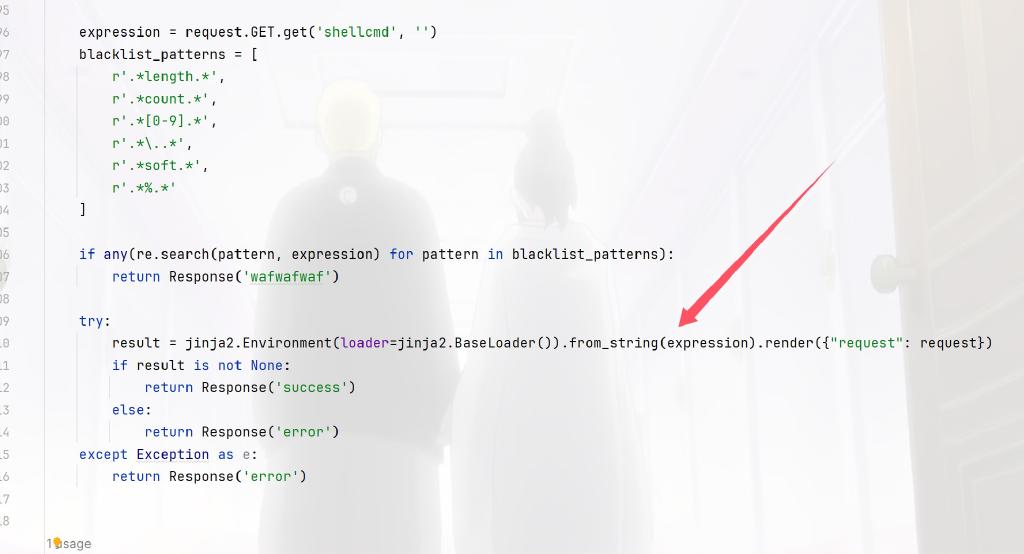 95
96 expression = request.GET.get('shellcmd', '')
97 blacklist_patterns = [
98 r'.*length.*',
99 r'.*count.*',
00 r'.*[0-9].*',
01 r'.*\..*',
02 r'.*soft.*',
03 r'.*%.*'
04 ]
05
06 if any(re.search(pattern, expression) for pattern in blacklist_patterns):
07 return Response('wafwafwaf')
08
09 try:
10 result = jinja2.Environment(loader=jinja2.BaseLoader()).from_string(expression).render({"request": request})
11 if result is not None:
12 return Response('success')
13 else:
14 return Response('error')
15 except Exception as e:
16 return Response('error')
17
18
1 usage